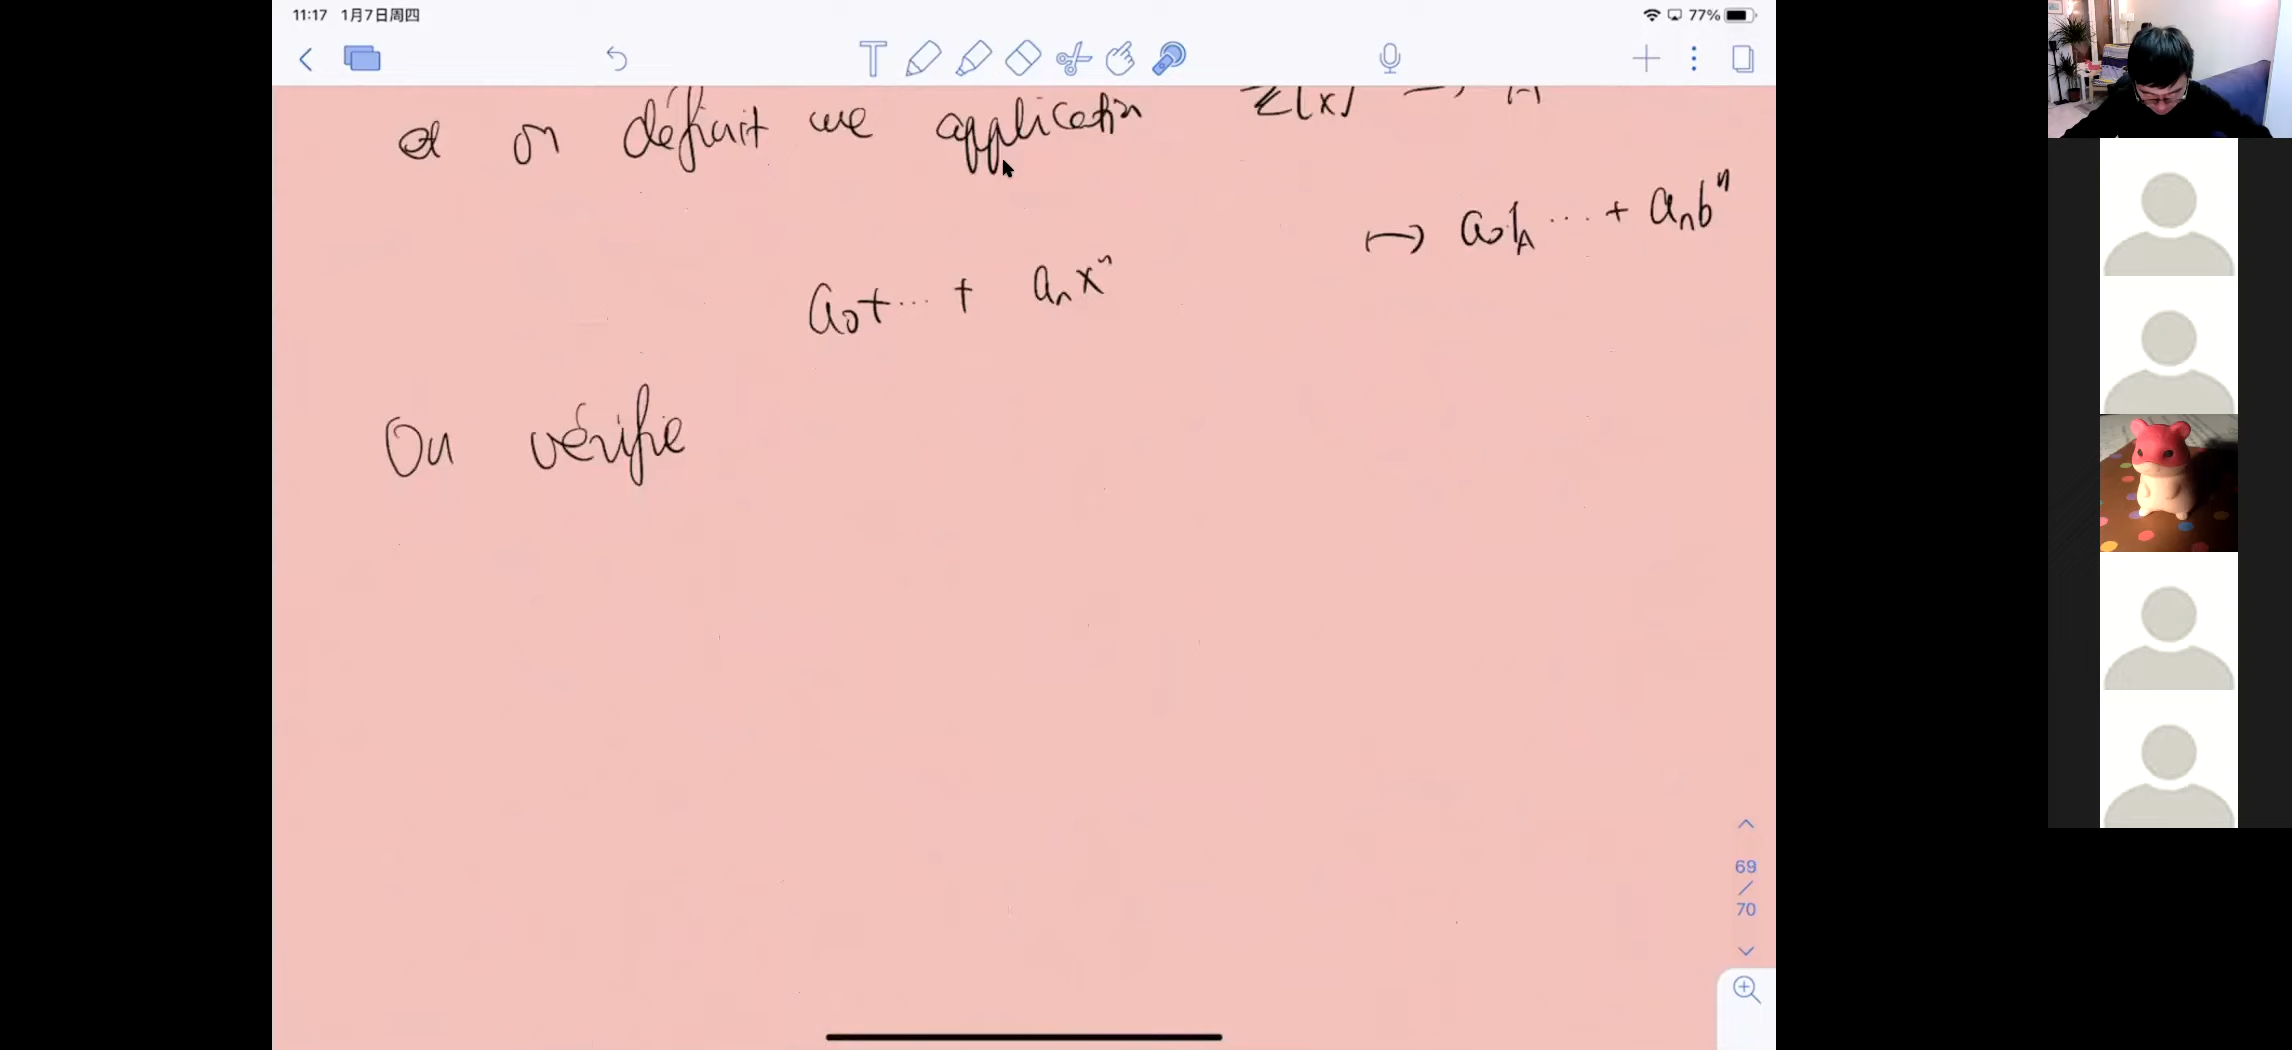 11:17 1月7日周四 77%
et on définit une application Z[x] → A
a₀ + ... + aₙxⁿ ↦ a₀1_A ... + aₙbⁿ
On vérifie
69
/
70